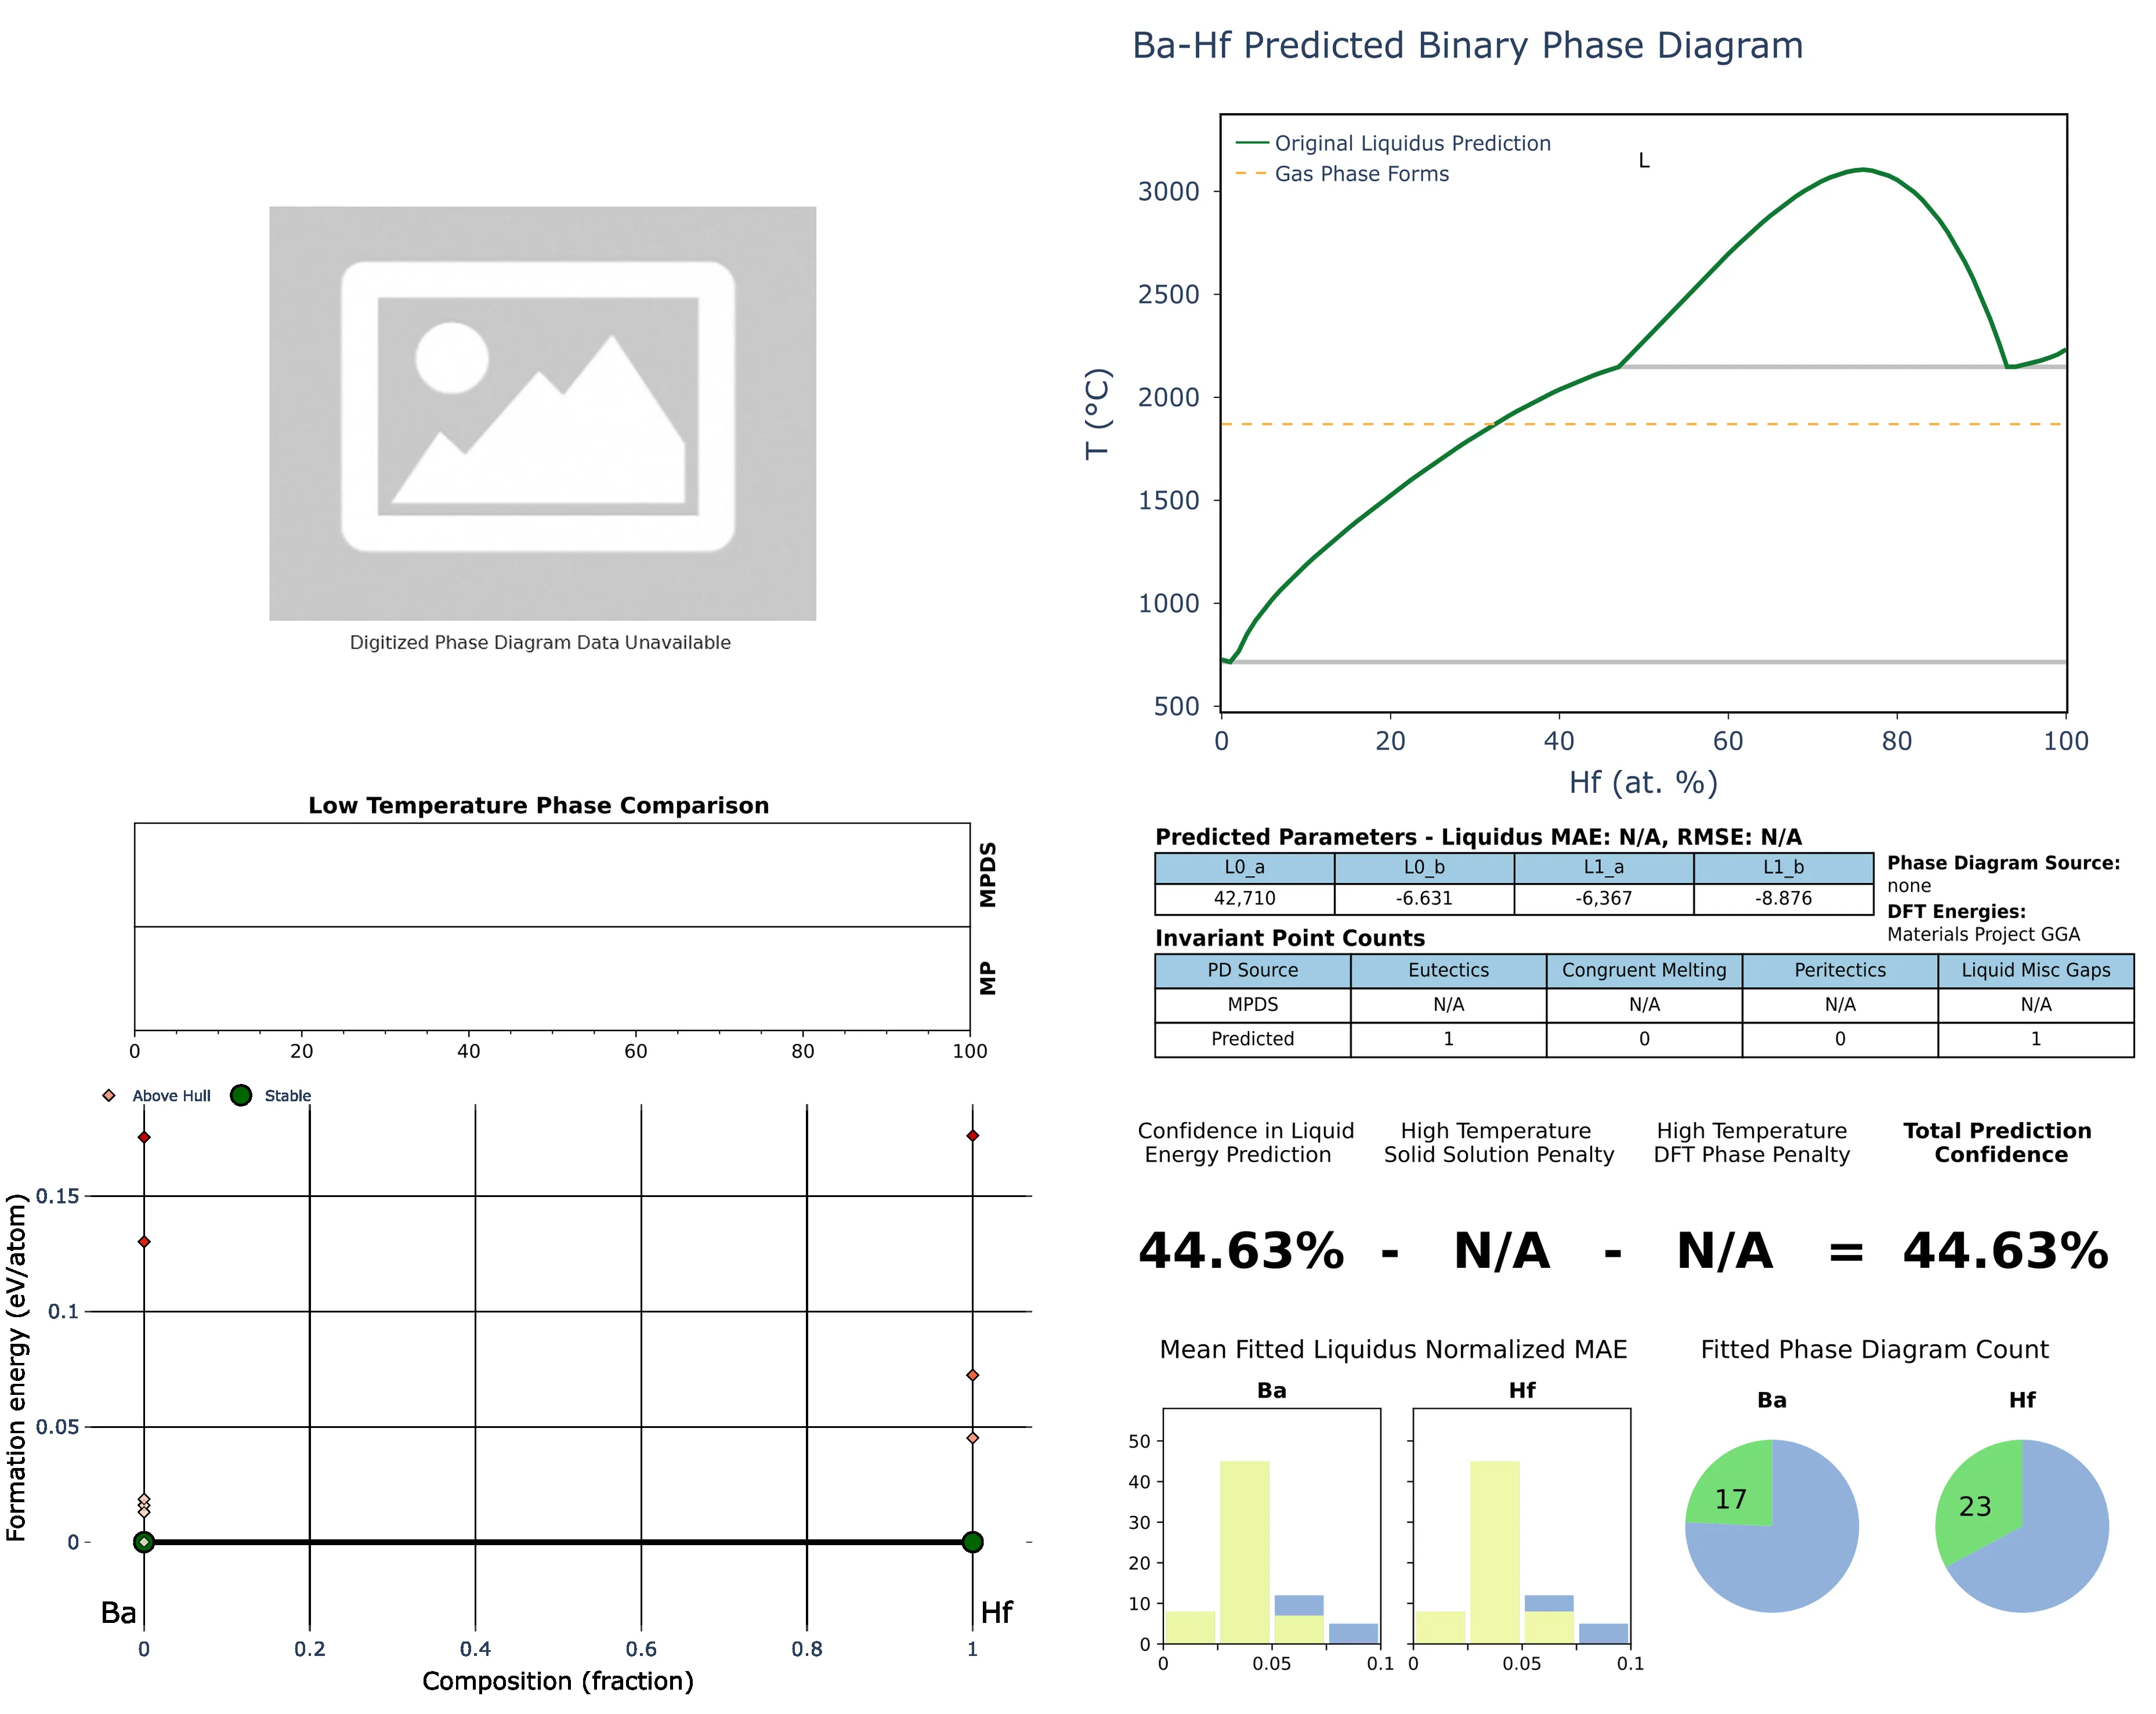 Ba-Hf Predicted Binary Phase Diagram
Digitized Phase Diagram Data Unavailable
Original Liquidus Prediction
Gas Phase Forms
L
3000
2500
2000
1500
1000
500
T (°C)
0 20 40 60 80 100
Hf (at. %)
Low Temperature Phase Comparison
MPDS
MP
0 20 40 60 80 100
Predicted Parameters - Liquidus MAE: N/A, RMSE: N/A
L0_a L0_b L1_a L1_b
42,710 -6.631 -6,367 -8.876
Phase Diagram Source:
none
DFT Energies:
Materials Project GGA
Invariant Point Counts
PD Source Eutectics Congruent Melting Peritectics Liquid Misc Gaps
MPDS N/A N/A N/A N/A
Predicted 1 0 0 1
Above Hull Stable
0.15
0.1
0.05
0
Formation energy (eV/atom)
Ba Hf
0 0.2 0.4 0.6 0.8 1
Composition (fraction)
Confidence in Liquid
Energy Prediction
High Temperature
Solid Solution Penalty
High Temperature
DFT Phase Penalty
Total Prediction
Confidence
44.63% - N/A - N/A = 44.63%
Mean Fitted Liquidus Normalized MAE
Ba Hf
50
40
30
20
10
0
0 0.05 0.1 0 0.05 0.1
Fitted Phase Diagram Count
Ba Hf
17 23